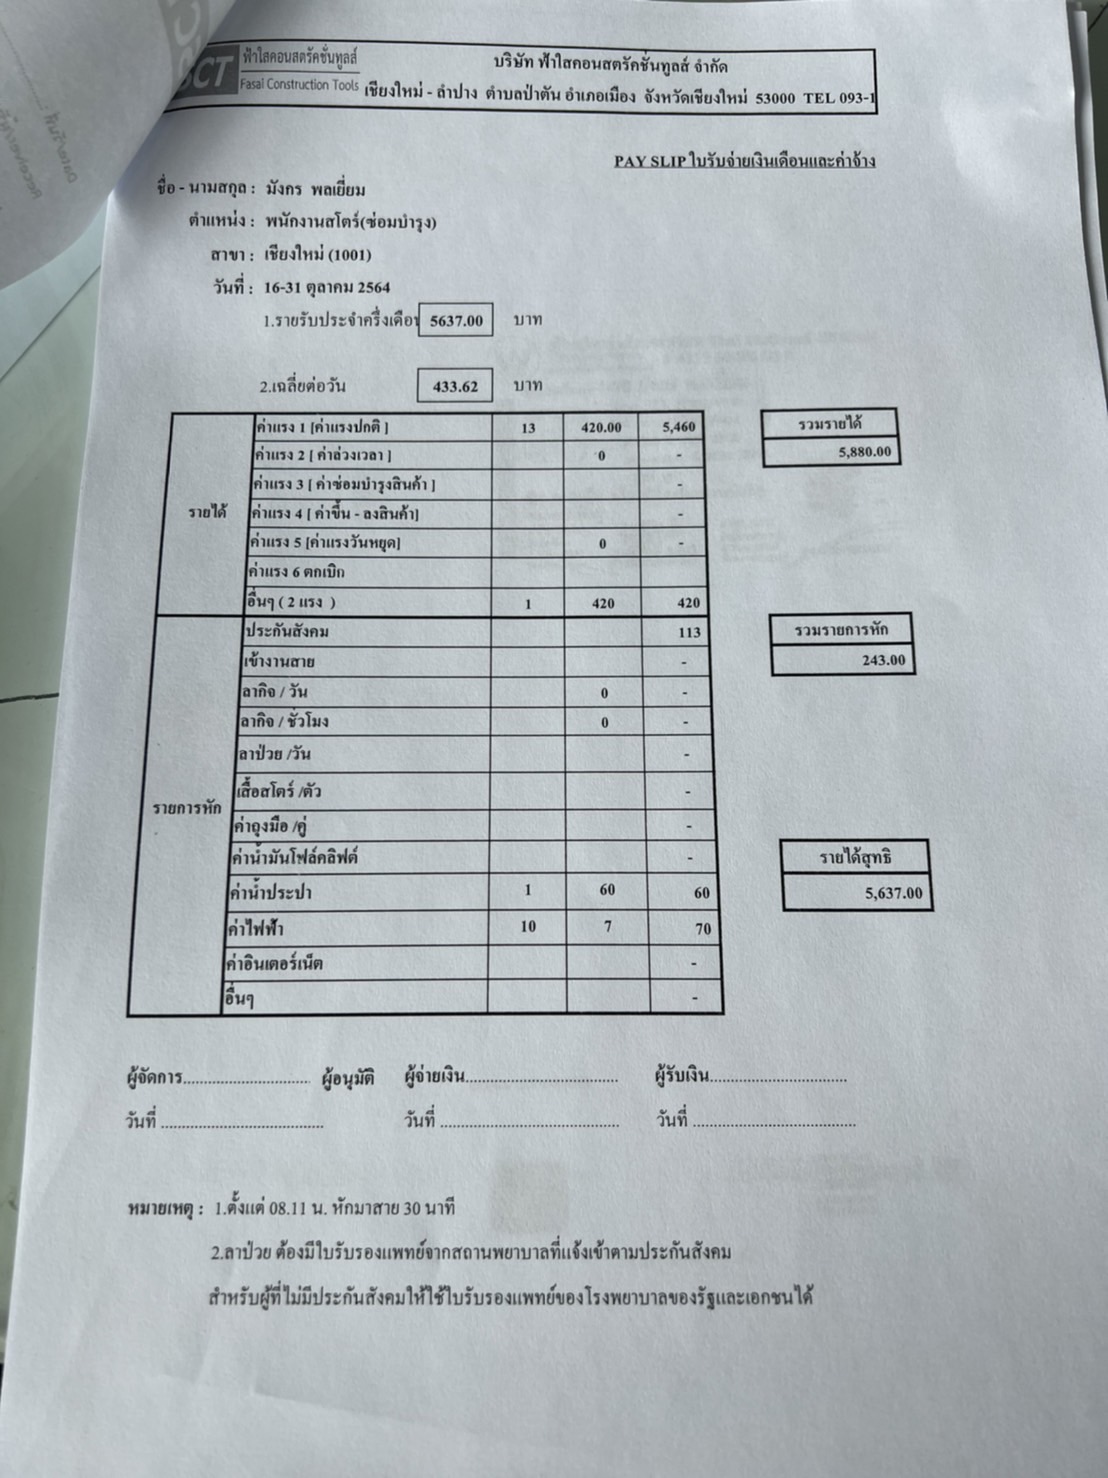 ฟ้าใสคอนสตรัคชั่นทูลส์
Fasai Construction Tools
บริษัท ฟ้าใสคอนสตรัคชั่นทูลส์ จำกัด
เชียงใหม่ - ลำปาง ตำบลป่าตัน อำเภอเมือง จังหวัดเชียงใหม่ 53000 TEL 093-1
PAY SLIP ใบรับจ่ายเงินเดือนและค่าจ้าง
ชื่อ - นามสกุล : มังกร พลเยี่ยม
ตำแหน่ง : พนักงานสโตร์(ซ่อมบำรุง)
สาขา : เชียงใหม่ (1001)
วันที่ : 16-31 ตุลาคม 2564
1.รายรับประจำครึ่งเดือน 5637.00 บาท
2.เฉลี่ยต่อวัน 433.62 บาท
รายได้
ค่าแรง 1 [ค่าแรงปกติ ] 13 420.00 5,460
ค่าแรง 2 [ ค่าล่วงเวลา ] 0 -
ค่าแรง 3 [ ค่าซ่อมบำรุงสินค้า ] -
ค่าแรง 4 [ ค่าขึ้น - ลงสินค้า] -
ค่าแรง 5 [ค่าแรงวันหยุด] 0 -
ค่าแรง 6 ตกเบิก
อื่นๆ ( 2 แรง ) 1 420 420
รวมรายได้
5,880.00
รายการหัก
ประกันสังคม 113
เข้างานสาย -
ลากิจ / วัน 0 -
ลากิจ / ชั่วโมง 0 -
ลาป่วย /วัน -
เสื้อสโตร์ /ตัว -
ค่าถุงมือ /คู่ -
ค่าน้ำมันโฟล์คลิฟต์ -
ค่าน้ำประปา 1 60 60
ค่าไฟฟ้า 10 7 70
ค่าอินเตอร์เน็ต -
อื่นๆ -
รวมรายการหัก
243.00
รายได้สุทธิ
5,637.00
ผู้จัดการ.............................. ผู้อนุมัติ ผู้จ่ายเงิน.................................... ผู้รับเงิน................................
วันที่ ...................................... วันที่ .......................................... วันที่ ......................................
หมายเหตุ : 1.ตั้งแต่ 08.11 น. หักมาสาย 30 นาที
2.ลาป่วย ต้องมีใบรับรองแพทย์จากสถานพยาบาลที่แจ้งเข้าตามประกันสังคม
สำหรับผู้ที่ไม่มีประกันสังคมให้ใช้ใบรับรองแพทย์ของโรงพยาบาลของรัฐและเอกชนได้